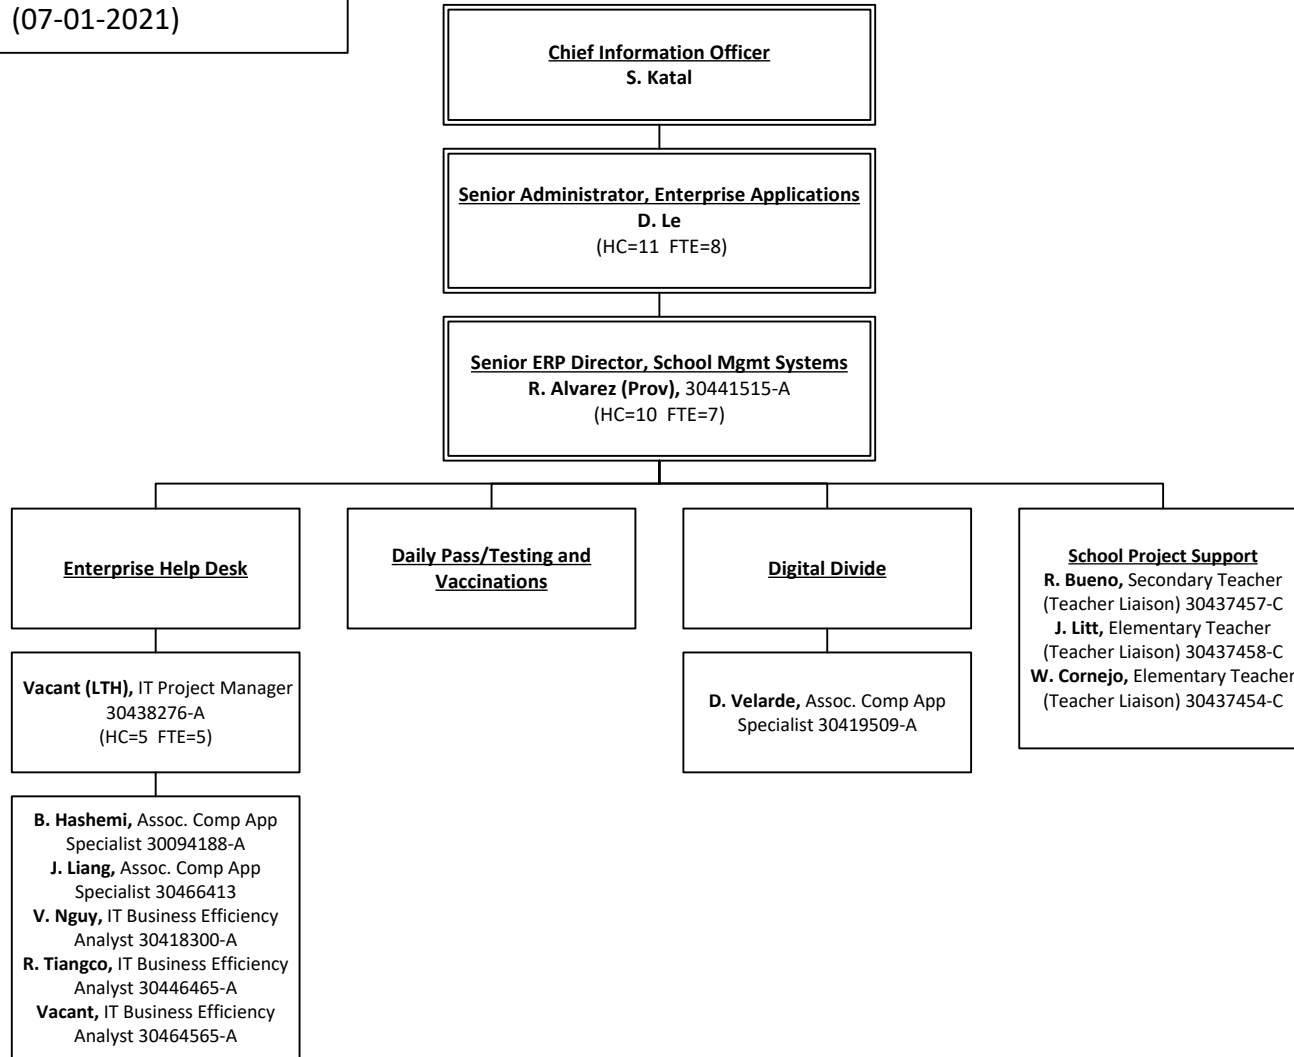 (07-01-2021)
Chief Information Officer
S. Katal
Senior Administrator, Enterprise Applications
D. Le
(HC=11 FTE=8)
Senior ERP Director, School Mgmt Systems
R. Alvarez (Prov), 30441515-A
(HC=10 FTE=7)
Enterprise Help Desk
Daily Pass/Testing and
Vaccinations
Digital Divide
School Project Support
R. Bueno, Secondary Teacher
(Teacher Liaison) 30437457-C
J. Litt, Elementary Teacher
(Teacher Liaison) 30437458-C
W. Cornejo, Elementary Teacher
(Teacher Liaison) 30437454-C
Vacant (LTH), IT Project Manager
30438276-A
(HC=5 FTE=5)
D. Velarde, Assoc. Comp App
Specialist 30419509-A
B. Hashemi, Assoc. Comp App
Specialist 30094188-A
J. Liang, Assoc. Comp App
Specialist 30466413
V. Nguy, IT Business Efficiency
Analyst 30418300-A
R. Tiangco, IT Business Efficiency
Analyst 30446465-A
Vacant, IT Business Efficiency
Analyst 30464565-A